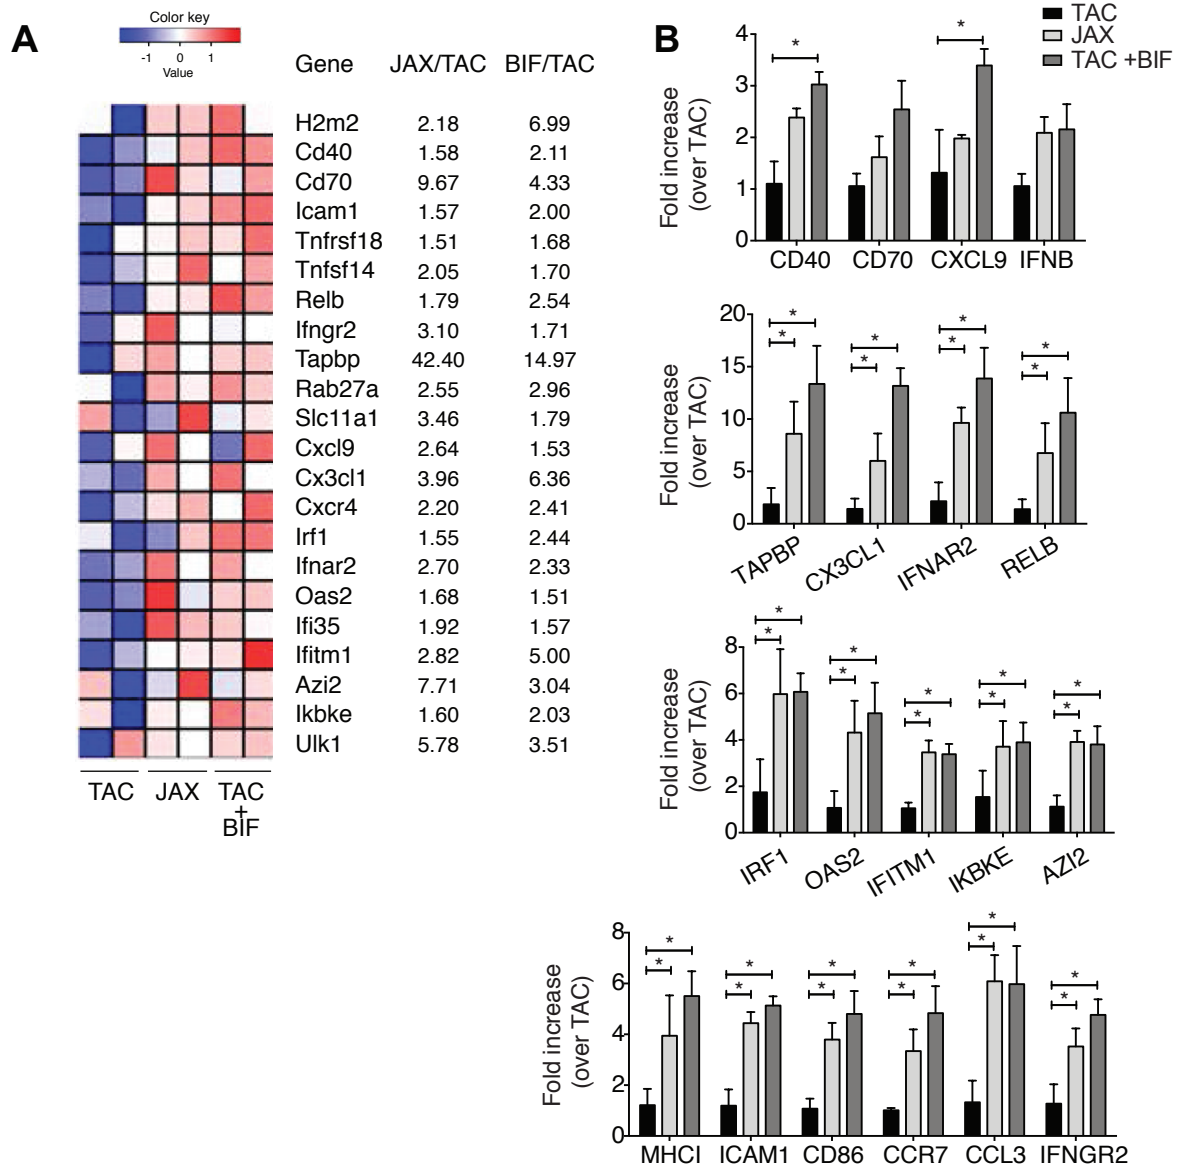 A
Color key
-1 0 1
Value
Gene JAX/TAC BIF/TAC
H2m2 2.18 6.99
Cd40 1.58 2.11
Cd70 9.67 4.33
Icam1 1.57 2.00
Tnfrsf18 1.51 1.68
Tnfsf14 2.05 1.70
Relb 1.79 2.54
Ifngr2 3.10 1.71
Tapbp 42.40 14.97
Rab27a 2.55 2.96
Slc11a1 3.46 1.79
Cxcl9 2.64 1.53
Cx3cl1 3.96 6.36
Cxcr4 2.20 2.41
Irf1 1.55 2.44
Ifnar2 2.70 2.33
Oas2 1.68 1.51
Ifi35 1.92 1.57
Ifitm1 2.82 5.00
Azi2 7.71 3.04
Ikbke 1.60 2.03
Ulk1 5.78 3.51
TAC JAX TAC
+
BIF
B
TAC
JAX
TAC +BIF
Fold increase
(over TAC)
4
3
2
1
0
* *
CD40 CD70 CXCL9 IFNB
Fold increase
(over TAC)
20
15
10
5
0
* * * *
* * * *
TAPBP CX3CL1 IFNAR2 RELB
Fold increase
(over TAC)
8
6
4
2
0
* * * * *
* * * * *
IRF1 OAS2 IFITM1 IKBKE AZI2
Fold increase
(over TAC)
8
6
4
2
0
* * * * * *
* * * * * *
MHCI ICAM1 CD86 CCR7 CCL3 IFNGR2